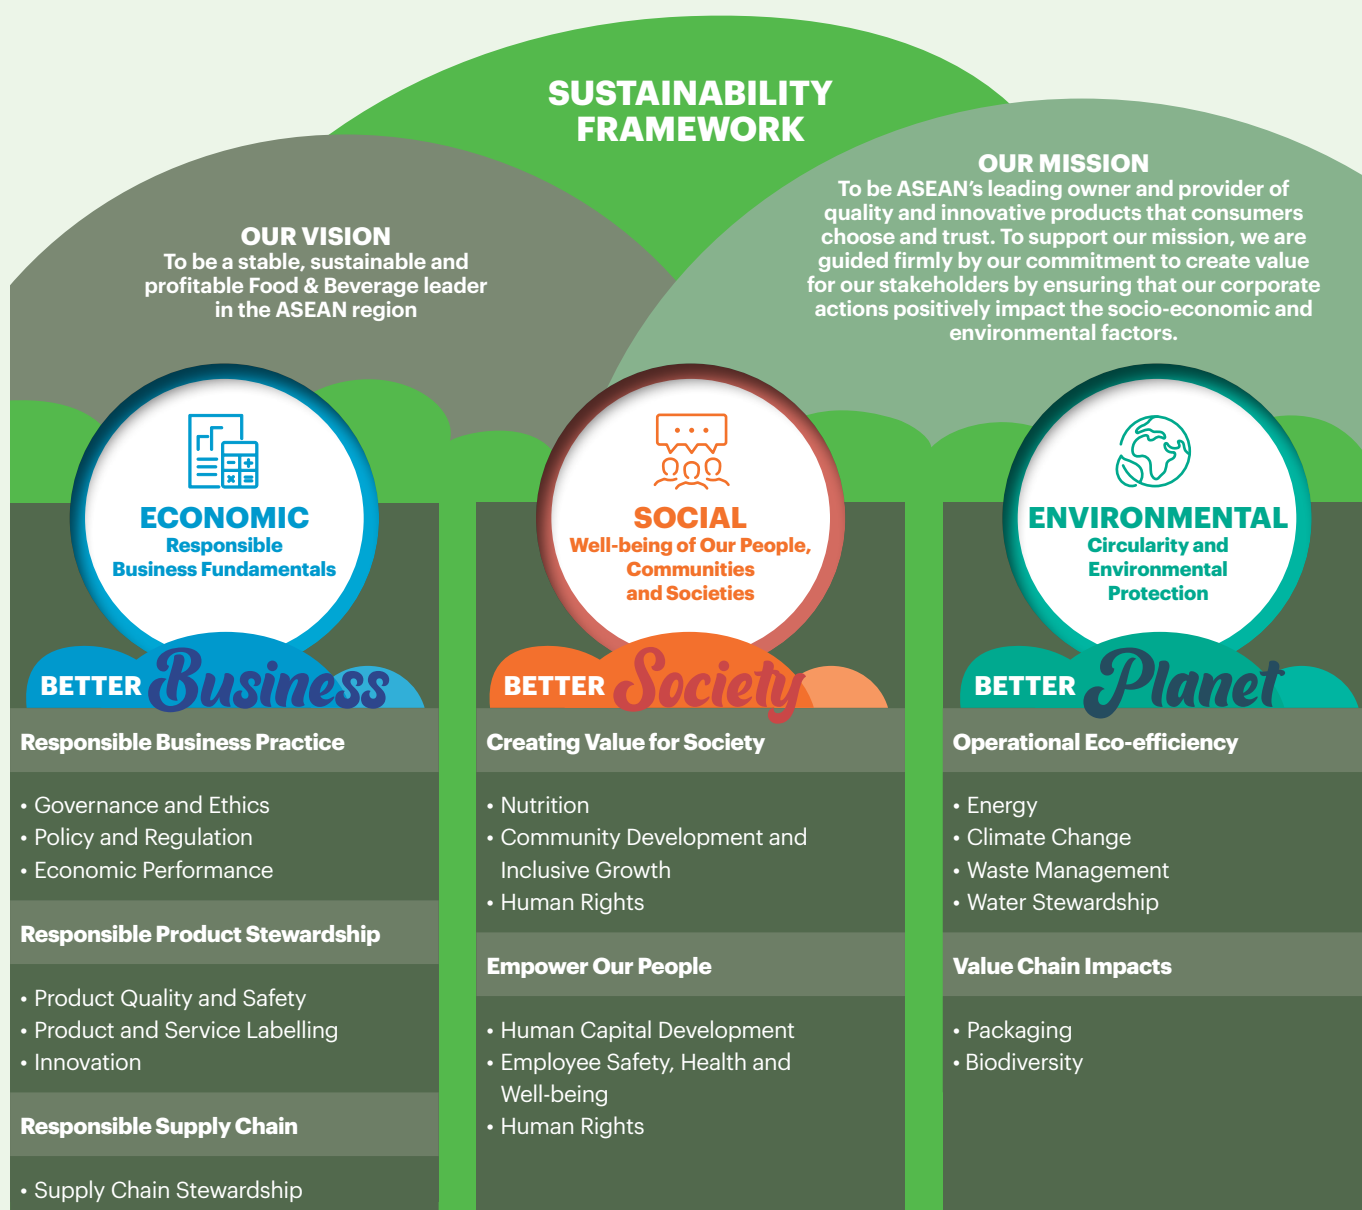 SUSTAINABILITY
FRAMEWORK
OUR VISION
To be a stable, sustainable and
profitable Food & Beverage leader
in the ASEAN region
OUR MISSION
To be ASEAN’s leading owner and provider of
quality and innovative products that consumers
choose and trust. To support our mission, we are
guided firmly by our commitment to create value
for our stakeholders by ensuring that our corporate
actions positively impact the socio-economic and
environmental factors.
ECONOMIC
Responsible
Business Fundamentals
BETTER Business
Responsible Business Practice
• Governance and Ethics
• Policy and Regulation
• Economic Performance
Responsible Product Stewardship
• Product Quality and Safety
• Product and Service Labelling
• Innovation
Responsible Supply Chain
• Supply Chain Stewardship
SOCIAL
Well-being of Our People,
Communities
and Societies
BETTER Society
Creating Value for Society
• Nutrition
• Community Development and
Inclusive Growth
• Human Rights
Empower Our People
• Human Capital Development
• Employee Safety, Health and
Well-being
• Human Rights
ENVIRONMENTAL
Circularity and
Environmental
Protection
BETTER Planet
Operational Eco-efficiency
• Energy
• Climate Change
• Waste Management
• Water Stewardship
Value Chain Impacts
• Packaging
• Biodiversity